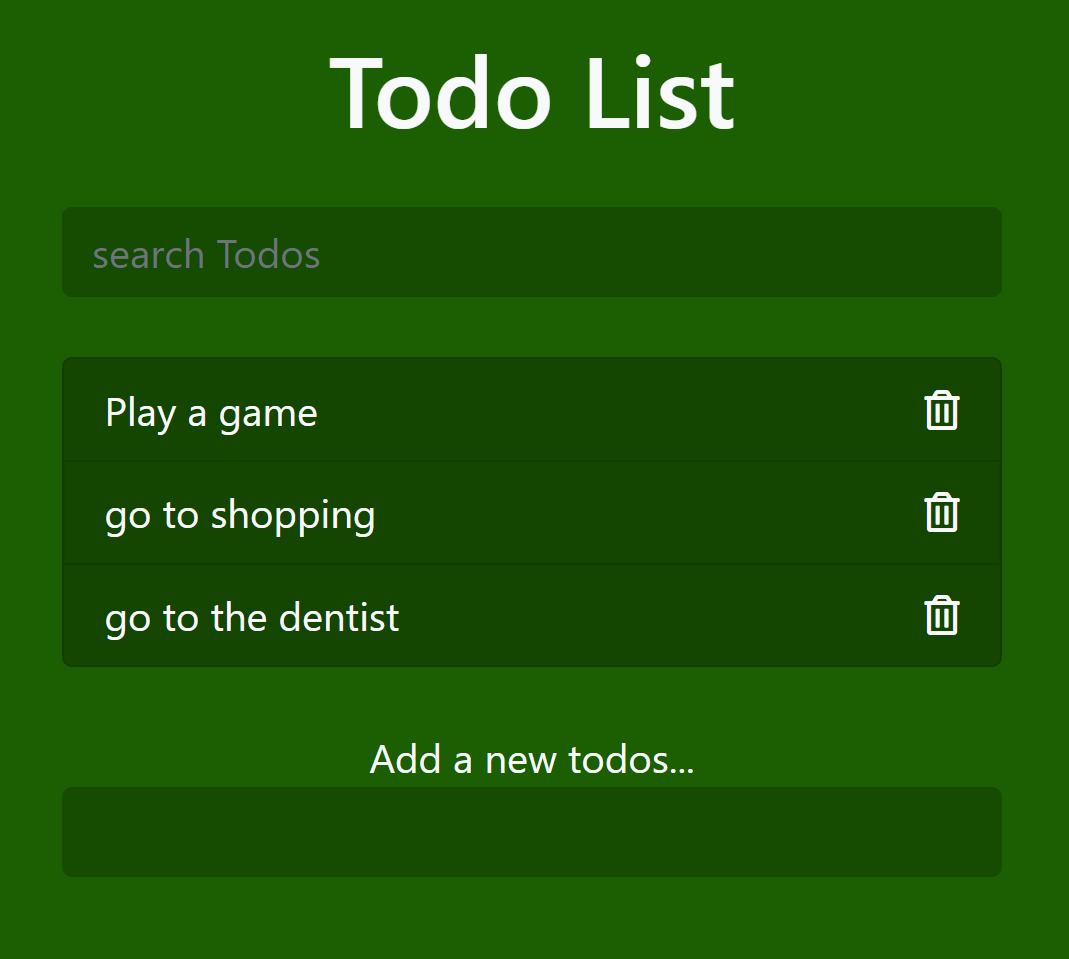 Todo List
search Todos
Play a game
go to shopping
go to the dentist
Add a new todos...